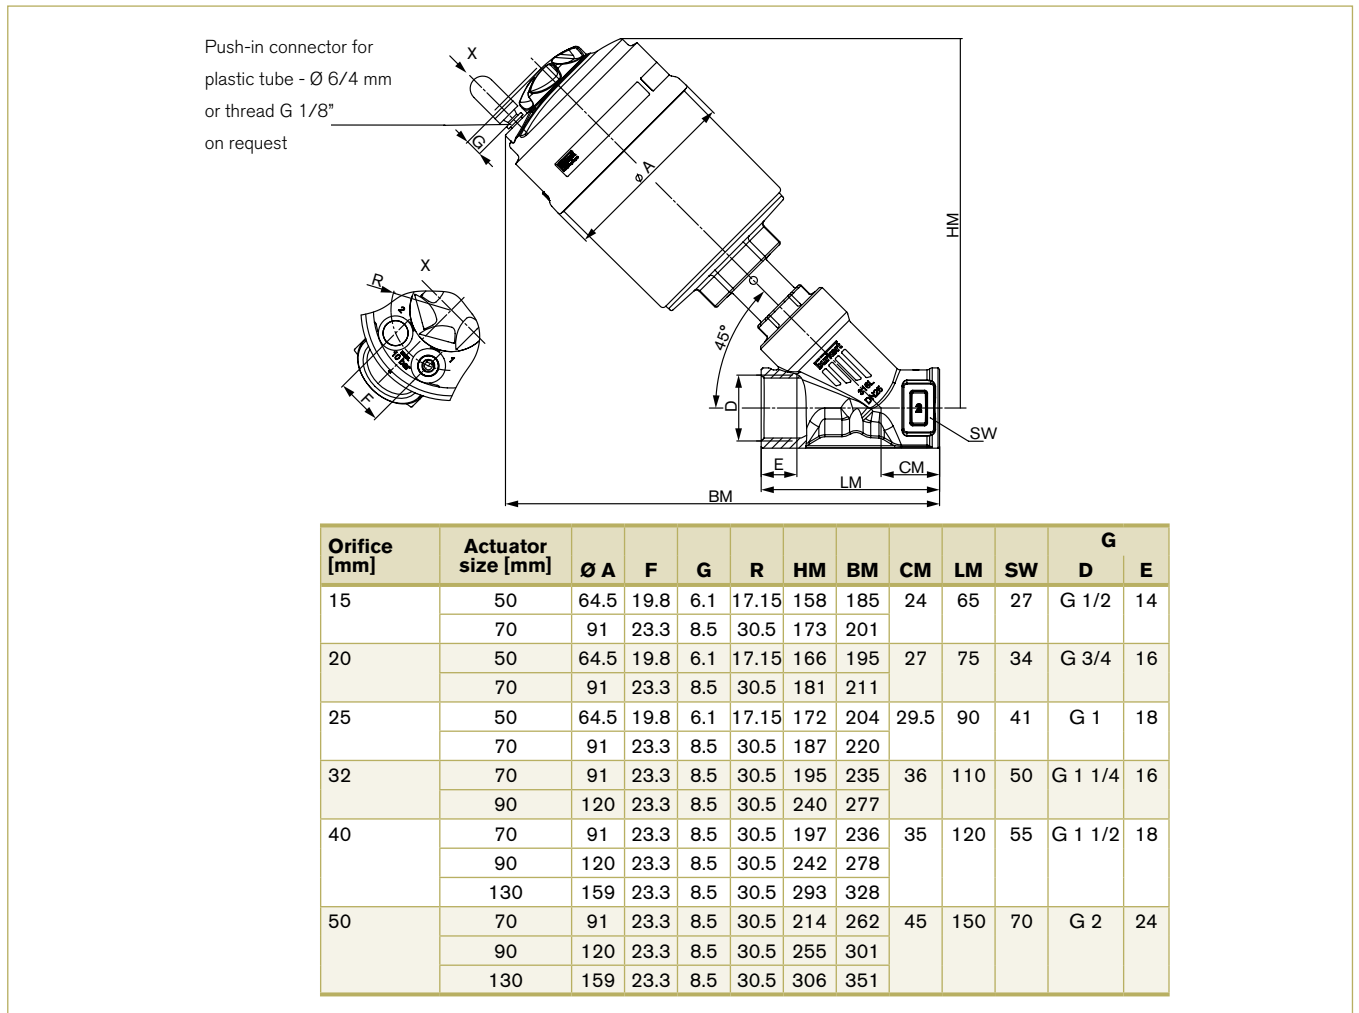 Push-in connector for
plastic tube - Ø 6/4 mm
or thread G 1/8”
on request
X
G
ø A
HM
X
R
2
1
F
45°
D
burkert
316L
DN25
SW
E
CM
LM
BM
Orifice [mm] Actuator size [mm] Ø A F G R HM BM CM LM SW G
D E
15 50 64.5 19.8 6.1 17.15 158 185 24 65 27 G 1/2 14
70 91 23.3 8.5 30.5 173 201
20 50 64.5 19.8 6.1 17.15 166 195 27 75 34 G 3/4 16
70 91 23.3 8.5 30.5 181 211
25 50 64.5 19.8 6.1 17.15 172 204 29.5 90 41 G 1 18
70 91 23.3 8.5 30.5 187 220
32 70 91 23.3 8.5 30.5 195 235 36 110 50 G 1 1/4 16
90 120 23.3 8.5 30.5 240 277
40 70 91 23.3 8.5 30.5 197 236 35 120 55 G 1 1/2 18
90 120 23.3 8.5 30.5 242 278
130 159 23.3 8.5 30.5 293 328
50 70 91 23.3 8.5 30.5 214 262 45 150 70 G 2 24
90 120 23.3 8.5 30.5 255 301
130 159 23.3 8.5 30.5 306 351